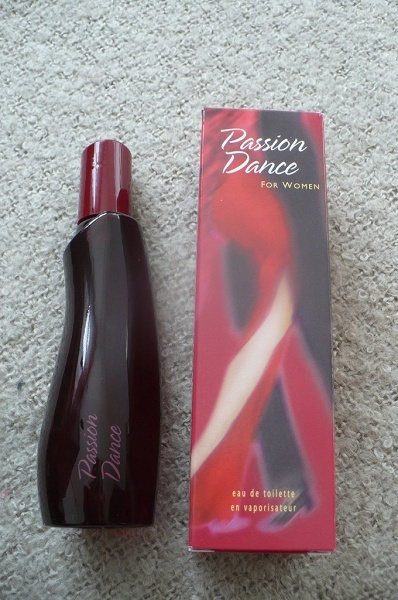 Passion
Dance
FOR WOMEN
eau de toilette
en vaporisateur
Passion
Dance